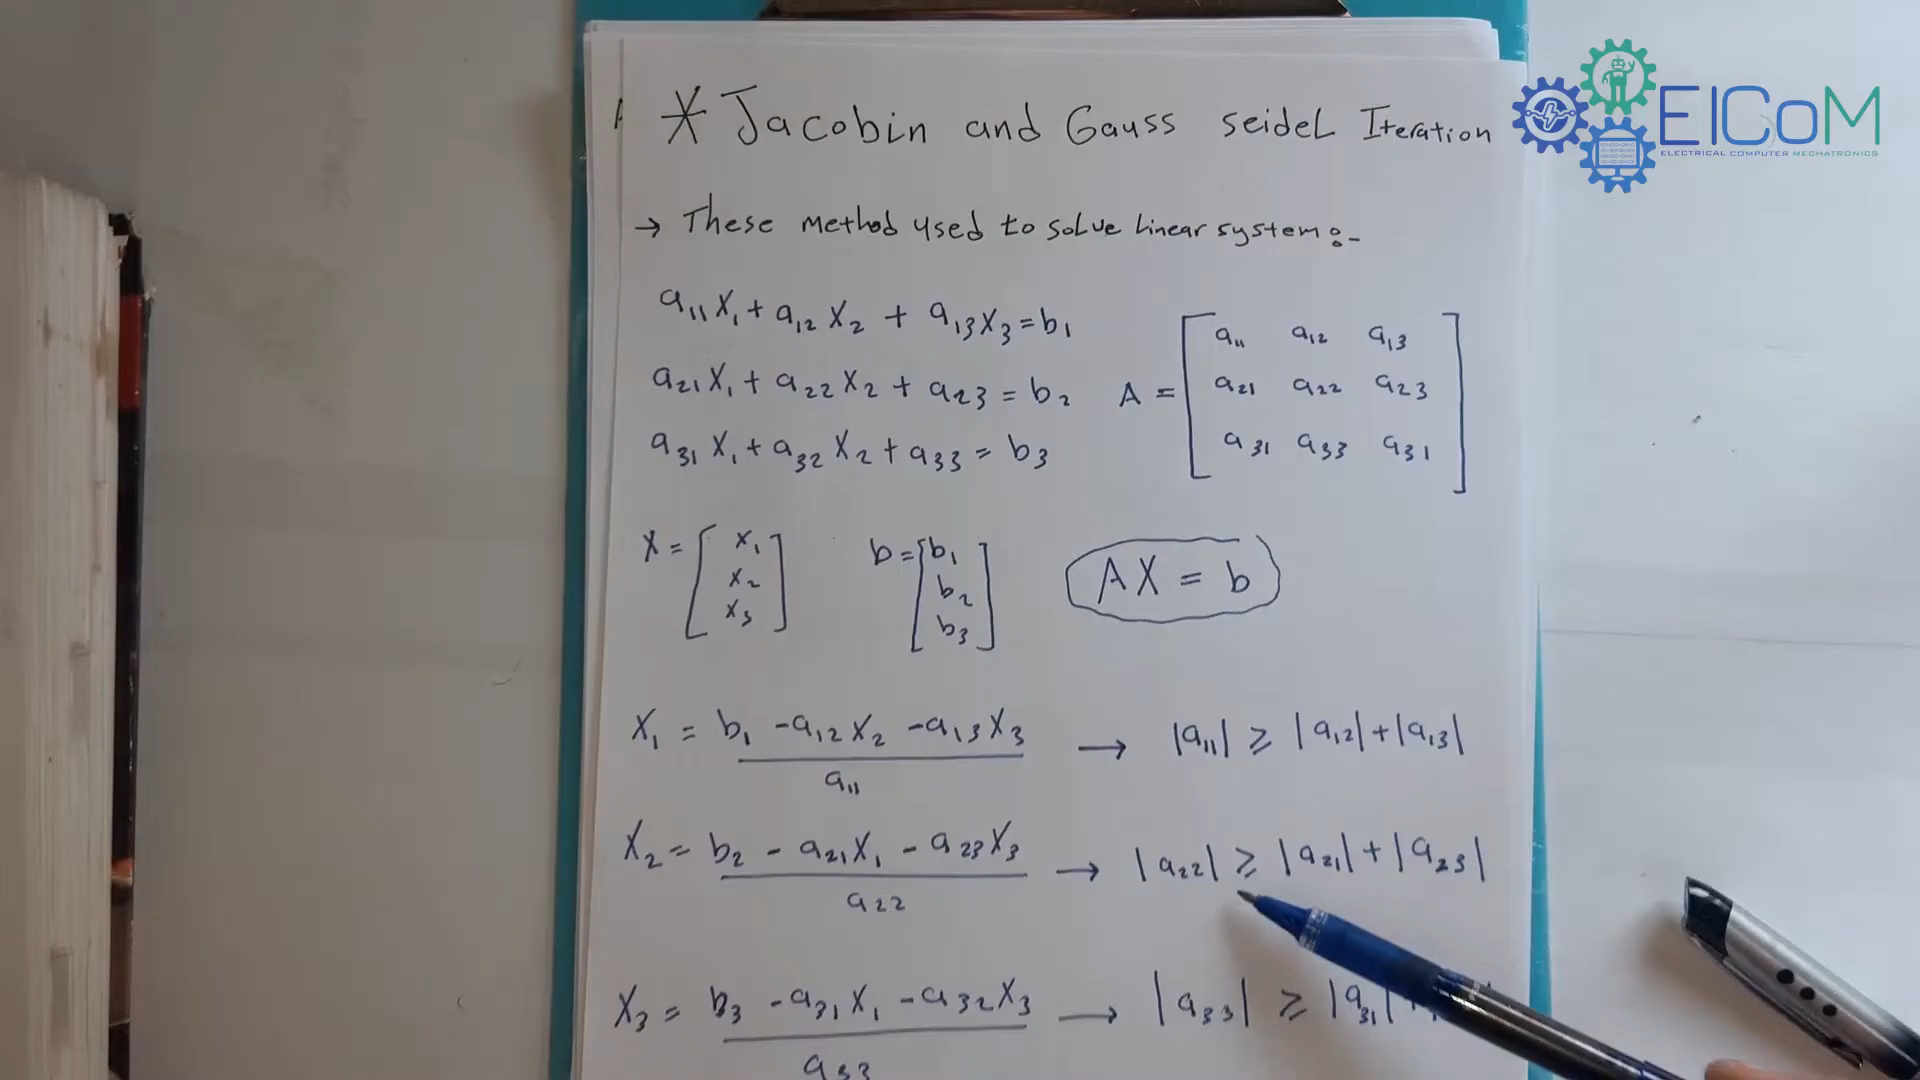 * Jacobin and Gauss seidel Iteration
EICoM
ELECTRICAL COMPUTER MECHATRONICS
→ These method used to solve linear system:-
a11 X1 + a12 X2 + a13 X3 = b1
a21 X1 + a22 X2 + a23 = b2
a31 X1 + a32 X2 + a33 = b3
A = [ a11 a12 a13
a21 a22 a23
a31 a33 a31 ]
X = [ x1
x2
x3 ]
b = [ b1
b2
b3 ]
AX = b
X1 = b1 - a12 X2 - a13 X3 / a11 → |a11| ≥ |a12| + |a13|
X2 = b2 - a21 X1 - a23 X3 / a22 → |a22| ≥ |a21| + |a23|
X3 = b3 - a31 X1 - a32 X3 / a33 → |a33| ≥ |a31| +